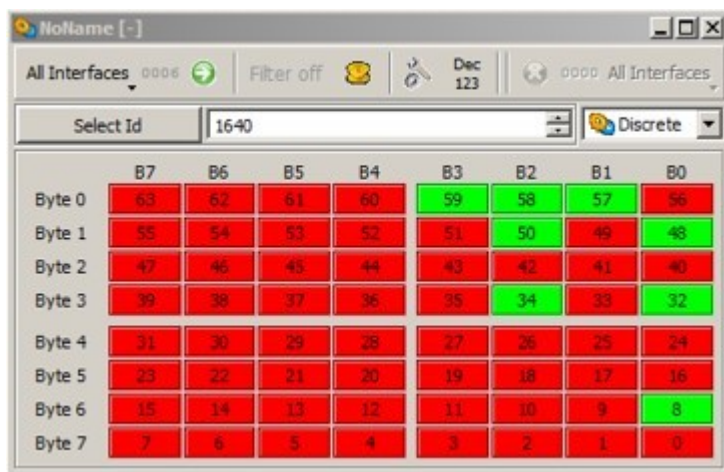 NoName [-]
All Interfaces 0006 Filter off Dec 123 0000 All Interfaces
Select Id 1640 Discrete
B7 B6 B5 B4 B3 B2 B1 B0
Byte 0 63 62 61 60 59 58 57 56
Byte 1 55 54 53 52 51 50 49 48
Byte 2 47 46 45 44 43 42 41 40
Byte 3 39 38 37 36 35 34 33 32
Byte 4 31 30 29 28 27 26 25 24
Byte 5 23 22 21 20 19 18 17 16
Byte 6 15 14 13 12 11 10 9 8
Byte 7 7 6 5 4 3 2 1 0